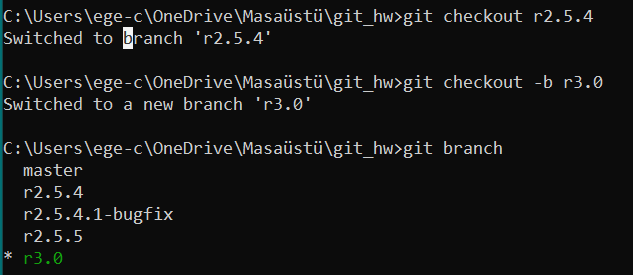 C:\Users\ege-c\OneDrive\Masaüstü\git_hw>git checkout r2.5.4
Switched to branch 'r2.5.4'
C:\Users\ege-c\OneDrive\Masaüstü\git_hw>git checkout -b r3.0
Switched to a new branch 'r3.0'
C:\Users\ege-c\OneDrive\Masaüstü\git_hw>git branch
  master
  r2.5.4
  r2.5.4.1-bugfix
  r2.5.5
* r3.0